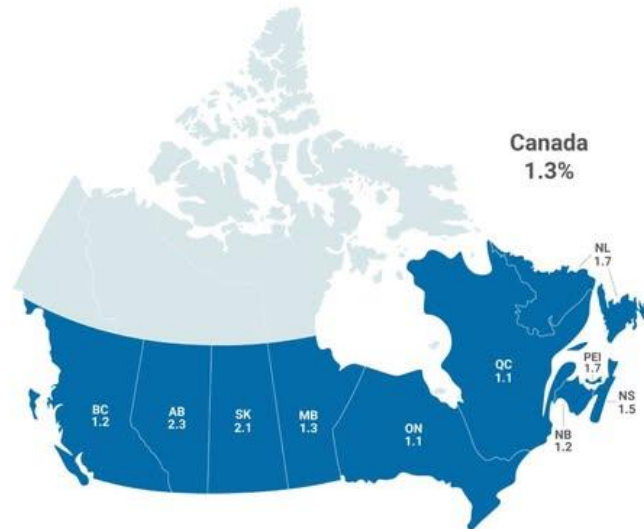 Canada
1.3%
NL
1.7
PEI
1.7
QC
1.1
NS
1.5
BC
1.2
AB
2.3
SK
2.1
MB
1.3
ON
1.1
NB
1.2